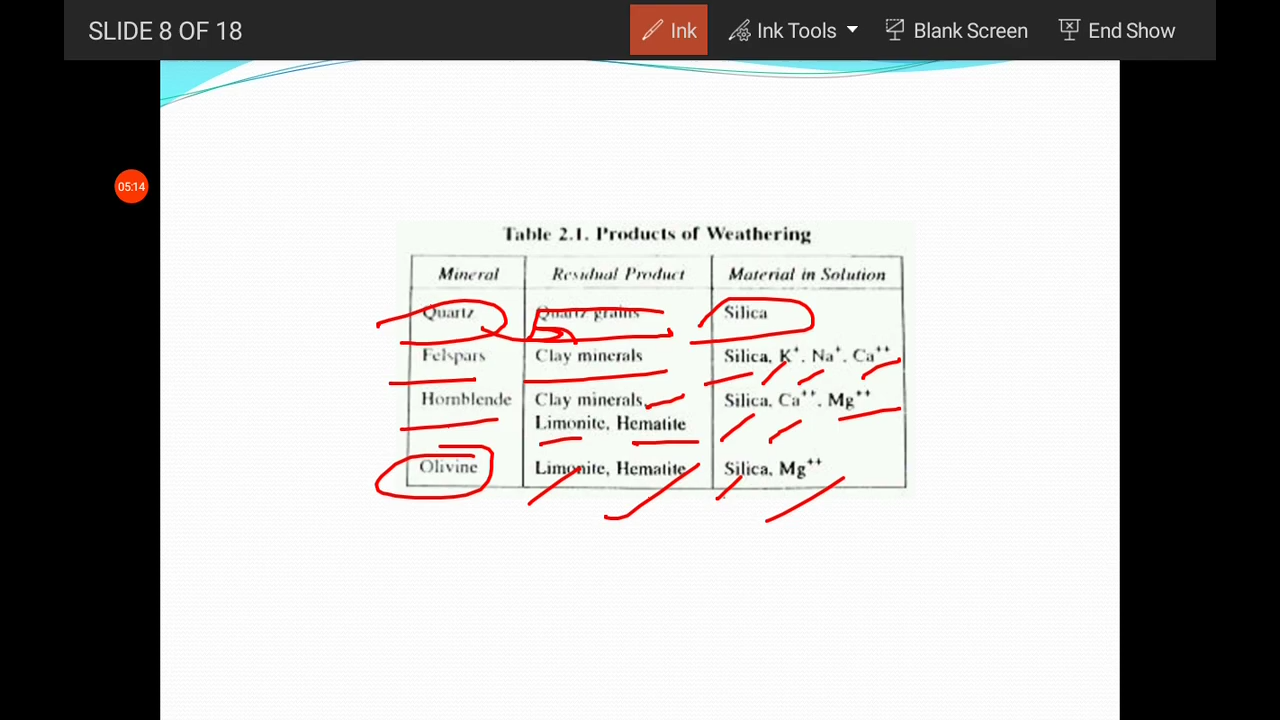 SLIDE 8 OF 18
Ink
Ink Tools
Blank Screen
End Show
05:14
Table 2.1. Products of Weathering
Mineral Residual Product Material in Solution
Quartz Quartz grains Silica
Felspars Clay minerals Silica, K⁺, Na⁺, Ca⁺⁺
Hornblende Clay minerals, Silica, Ca⁺⁺, Mg⁺⁺
Limonite, Hematite
Olivine Limonite, Hematite Silica, Mg⁺⁺